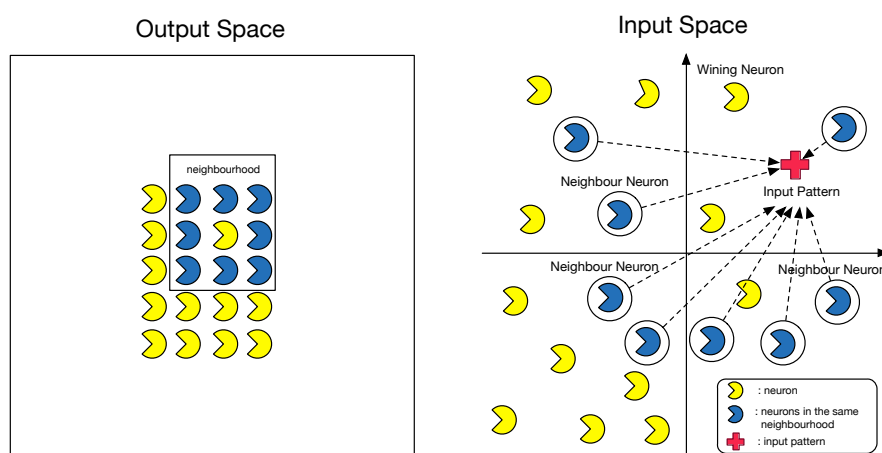 Output Space
neighbourhood
Input Space
Wining Neuron
Neighbour Neuron
Input Pattern
Neighbour Neuron
Neighbour Neuron
: neuron
: neurons in the same
neighbourhood
: input pattern